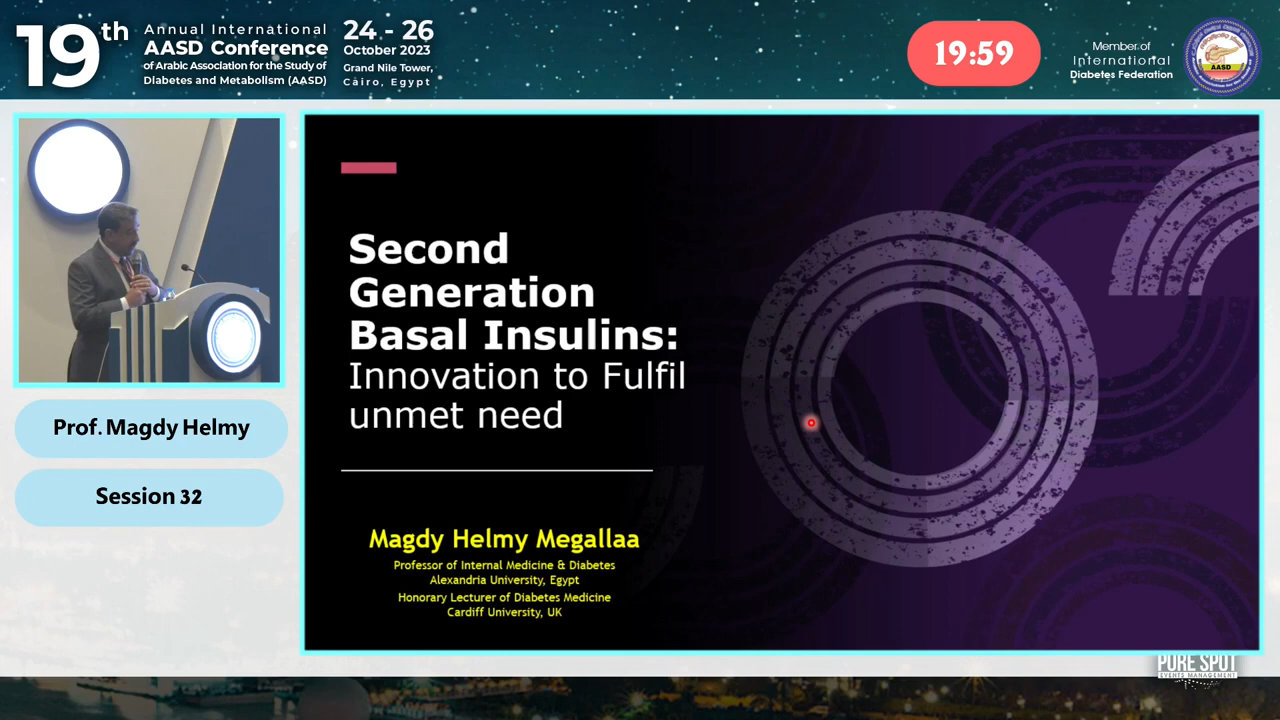 19th
Annual International
AASD Conference
of Arabic Association for the Study of
Diabetes and Metabolism (AASD)
24 - 26
October 2023
Grand Nile Tower,
Cairo, Egypt
19:59
Member of
International
Diabetes Federation
AASD
Second
Generation
Basal Insulins:
Innovation to Fulfil
unmet need
Magdy Helmy Megallaa
Professor of Internal Medicine & Diabetes
Alexandria University, Egypt
Honorary Lecturer of Diabetes Medicine
Cardiff University, UK
Prof. Magdy Helmy
Session 32
PURE SPOT
EVENTS MANAGEMENT